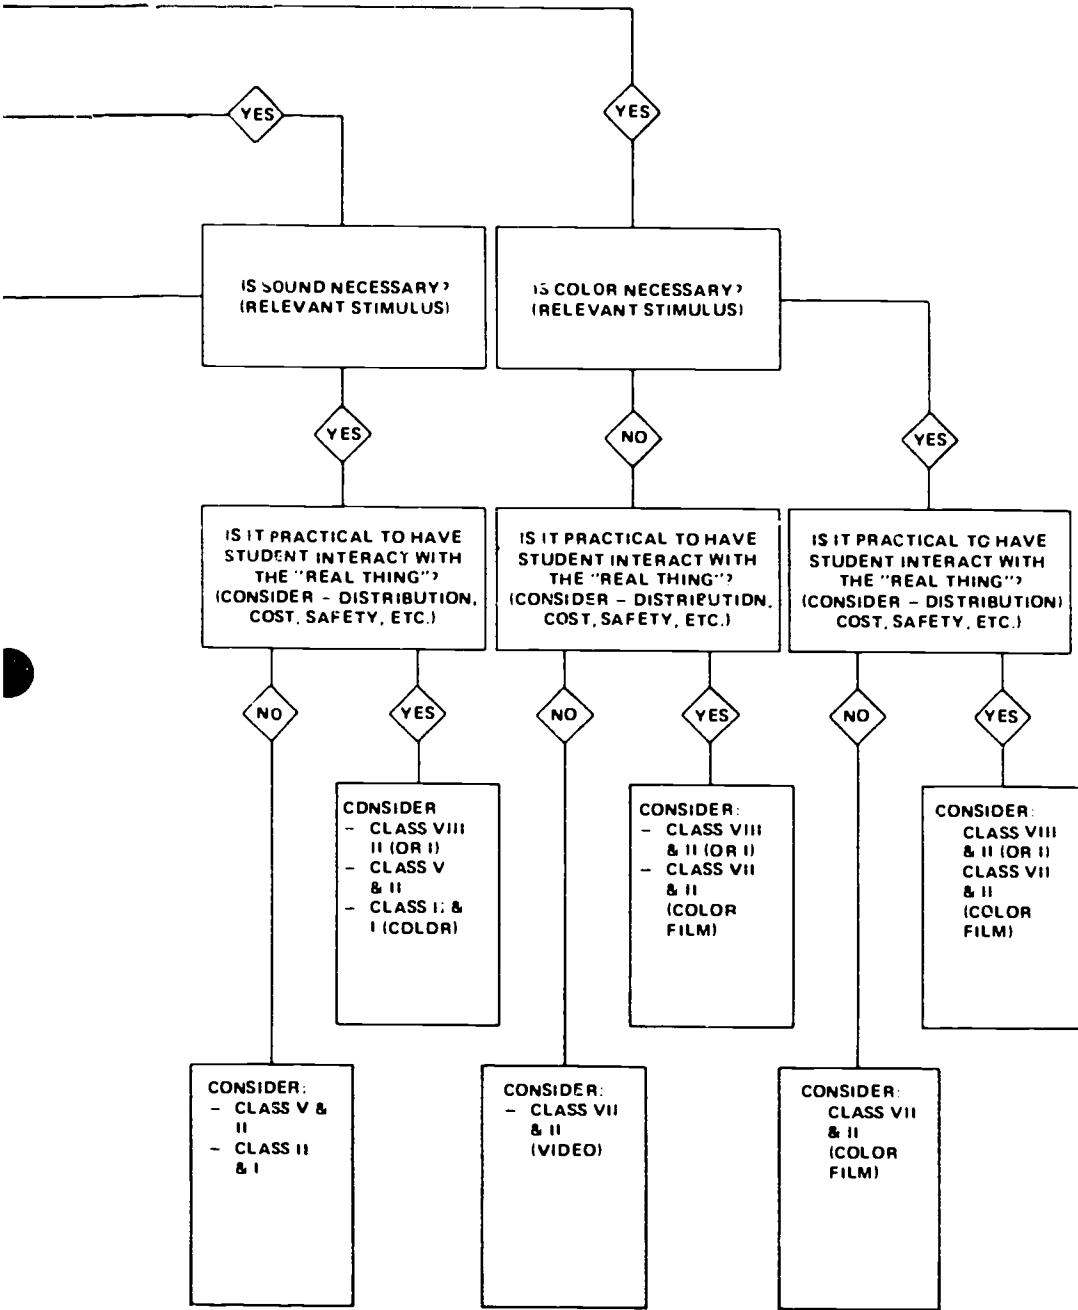 YES
YES
IS SOUND NECESSARY?
(RELEVANT STIMULUS)
IS COLOR NECESSARY?
(RELEVANT STIMULUS)
YES
NO
YES
IS IT PRACTICAL TO HAVE
STUDENT INTERACT WITH
THE "REAL THING"?
(CONSIDER – DISTRIBUTION,
COST, SAFETY, ETC.)
IS IT PRACTICAL TO HAVE
STUDENT INTERACT WITH
THE "REAL THING"?
(CONSIDER – DISTRIBUTION,
COST, SAFETY, ETC.)
IS IT PRACTICAL TO HAVE
STUDENT INTERACT WITH
THE "REAL THING"?
(CONSIDER – DISTRIBUTION)
COST, SAFETY, ETC.)
NO
YES
NO
YES
NO
YES
CONSIDER
– CLASS VIII
II (OR I)
– CLASS V
& II
– CLASS II &
I (COLOR)
CONSIDER:
– CLASS VIII
& II (OR I)
– CLASS VII
& II
(COLOR
FILM)
CONSIDER:
CLASS VIII
& II (OR I)
CLASS VII
& II
(COLOR
FILM)
CONSIDER:
– CLASS V &
II
– CLASS II
& I
CONSIDER:
– CLASS VII
& II
(VIDEO)
CONSIDER:
CLASS VII
& II
(COLOR
FILM)